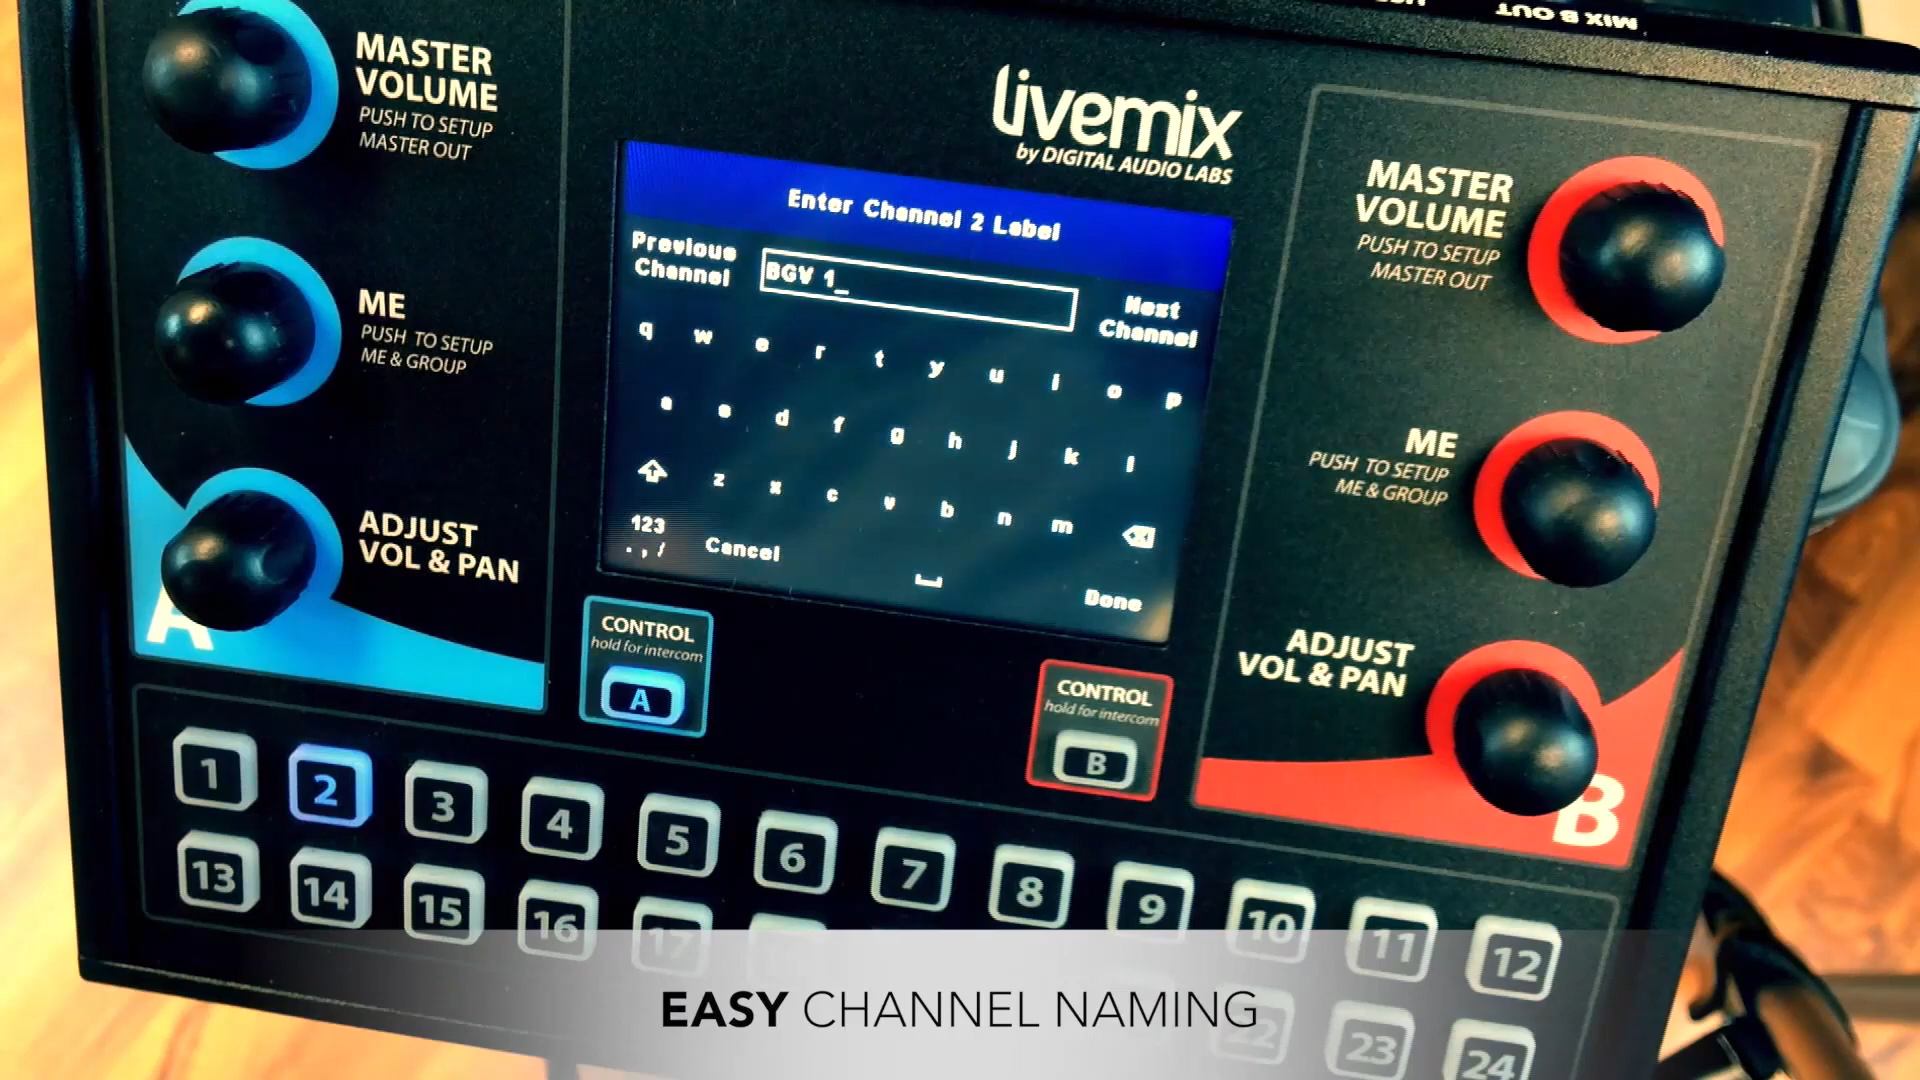 MIX B OUT
MASTER
VOLUME
PUSH TO SETUP
MASTER OUT
ME
PUSH TO SETUP
ME & GROUP
ADJUST
VOL & PAN
A
livemix
by DIGITAL AUDIO LABS
Enter Channel 2 Label
Previous
Channel
BGV 1_
Next
Channel
q w e r t y u i o p
a s d f g h j k l
z x c v b n m
123
. , /
Cancel
Done
MASTER
VOLUME
PUSH TO SETUP
MASTER OUT
ME
PUSH TO SETUP
ME & GROUP
ADJUST
VOL & PAN
B
CONTROL
hold for intercom
A
CONTROL
hold for intercom
B
1 2 3 4 5 6 7 8 9 10 11 12
13 14 15 16 17
22 23 24
EASY CHANNEL NAMING